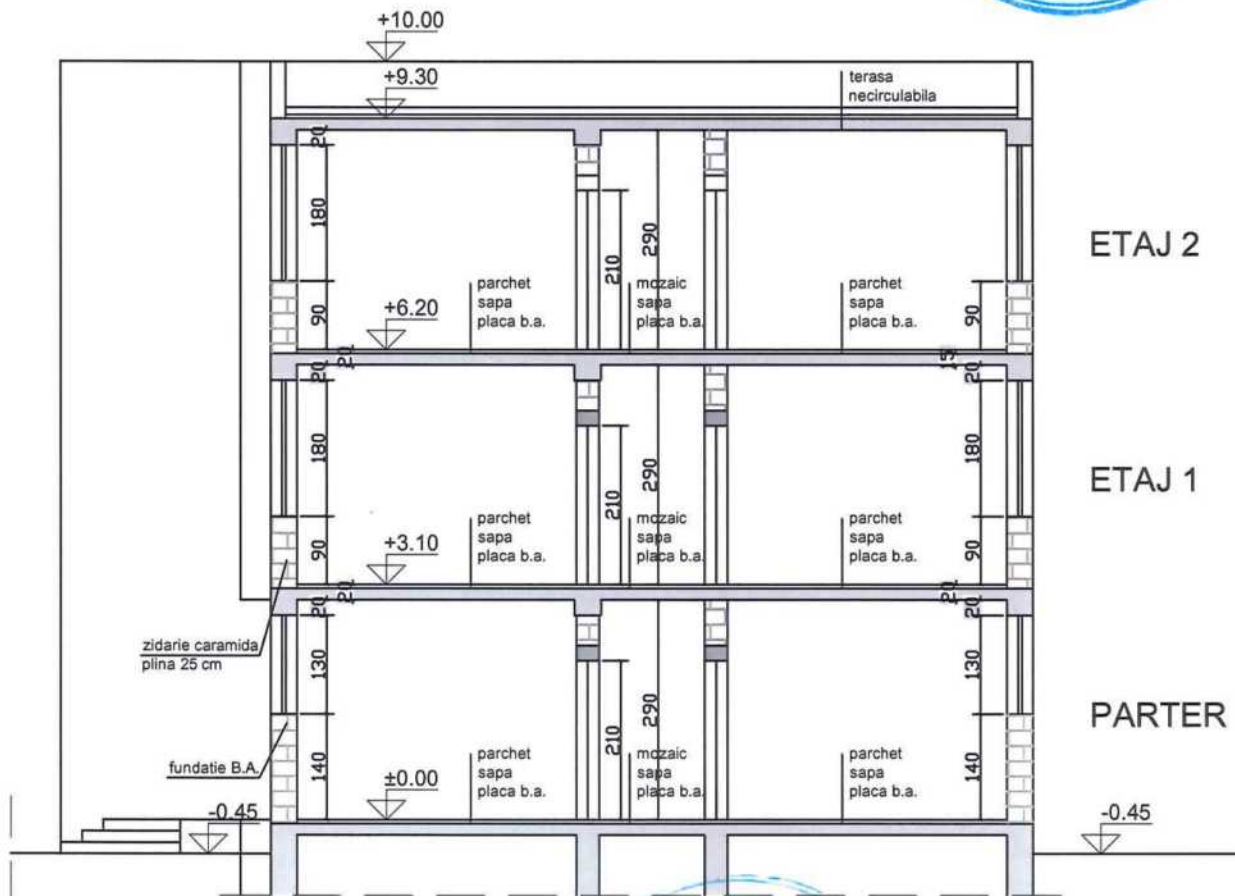 +10.00
+9.30
terasa
necirculabila
20
180
290
210
ETAJ 2
parchet
sapa
placa b.a.
mozaic
sapa
placa b.a.
parchet
sapa
placa b.a.
90
+6.20
90
20
20
15
20
180
290
210
180
ETAJ 1
parchet
sapa
placa b.a.
mozaic
sapa
placa b.a.
parchet
sapa
placa b.a.
90
+3.10
90
20
20
20
20
zidarie caramida
plina 25 cm
130
290
210
130
PARTER
fundatie B.A.
parchet
sapa
placa b.a.
mozaic
sapa
placa b.a.
parchet
sapa
placa b.a.
140
±0.00
140
-0.45
-0.45